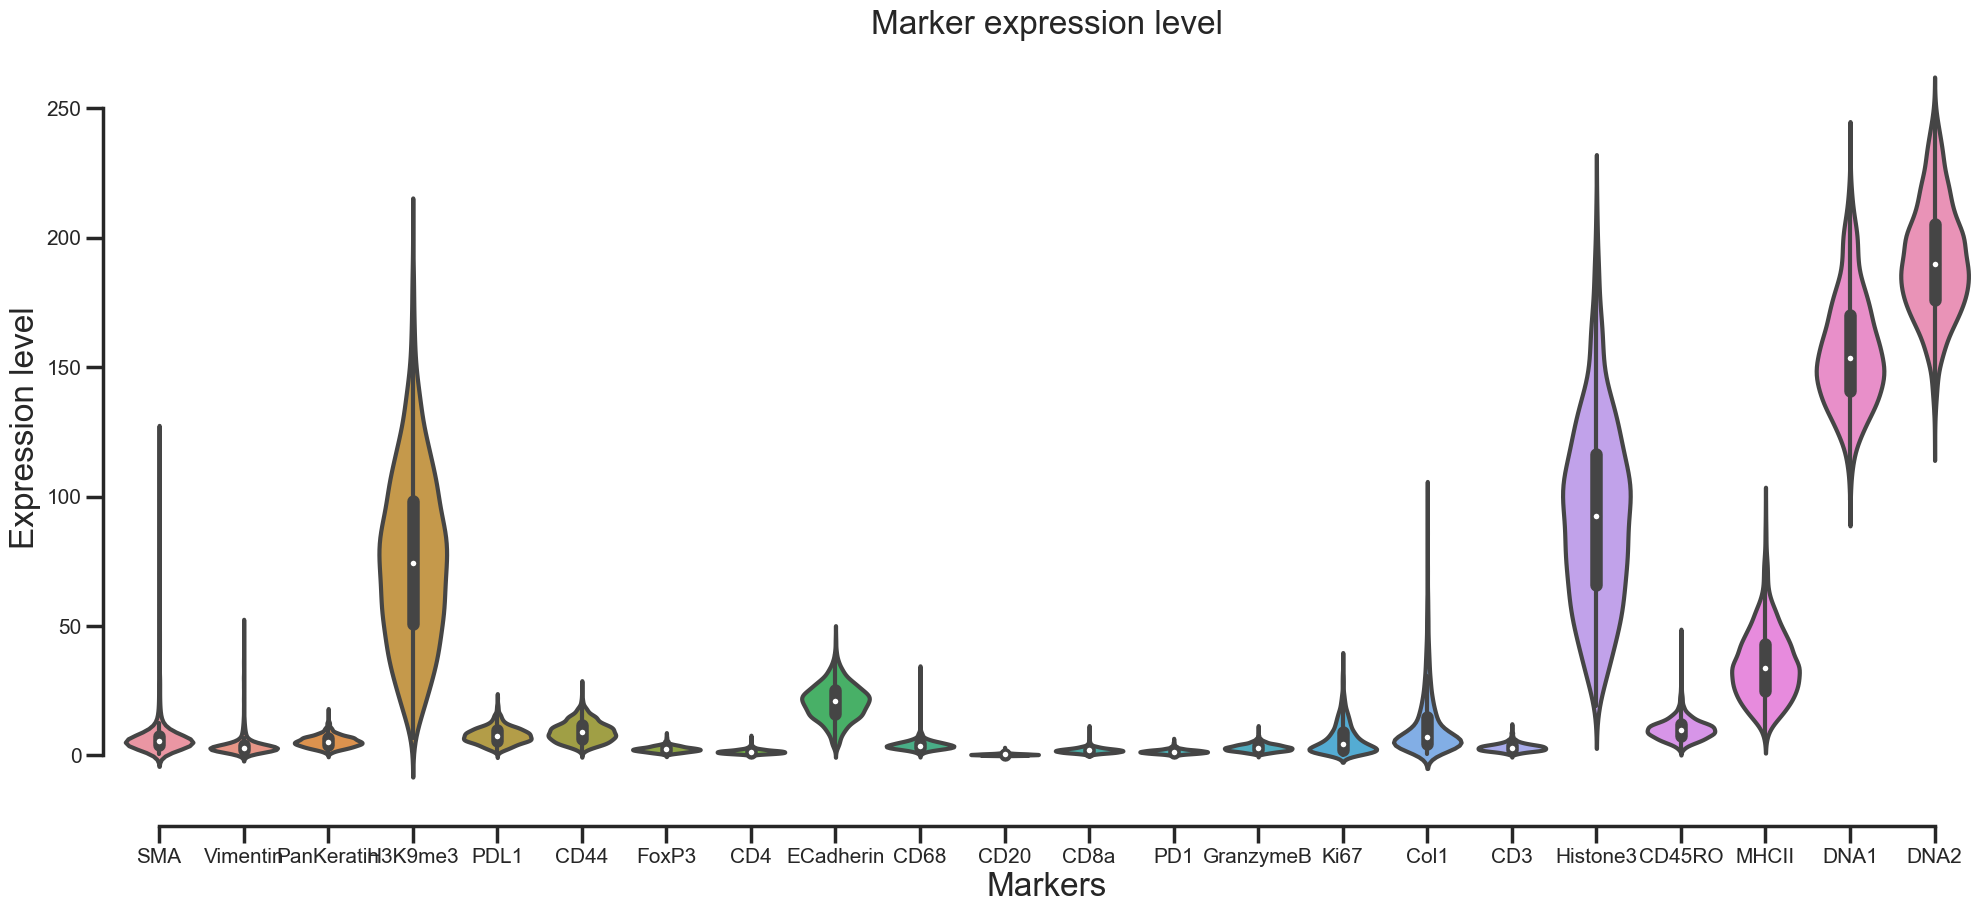 Marker expression level
Expression level
250
200
150
100
50
0
SMA Vimentin PanKeratin H3K9me3 PDL1 CD44 FoxP3 CD4 ECadherin CD68 CD20 CD8a PD1 GranzymeB Ki67 Col1 CD3 Histone3 CD45RO MHCII DNA1 DNA2
Markers